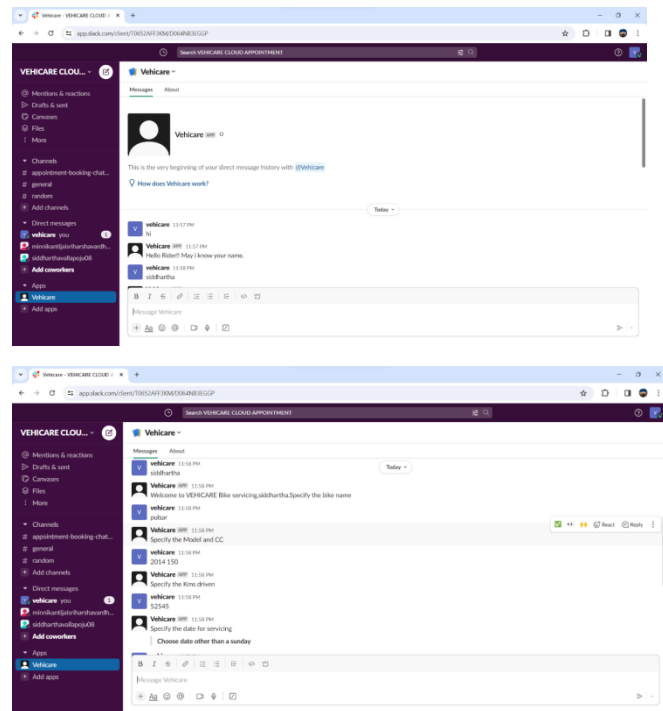 Vehicare - VEHICARE CLOUD A
app.slack.com/client/T0652AFF3KM/D064N83EGGP
Search VEHICARE CLOUD APPOINTMENT
VEHICARE CLOU...
Mentions & reactions
Drafts & sent
Canvases
Files
More
Channels
# appointment-booking-chat...
# general
# random
+ Add channels
Direct messages
vehicare you 1
minnikantijaisriharshavardh...
siddharthavallapoju08
+ Add coworkers
Apps
Vehicare
+ Add apps
Vehicare
Messages About
Vehicare APP
This is the very beginning of your direct message history with @Vehicare
How does Vehicare work?
Today
V vehicare 11:57 PM
hi
Vehicare APP 11:57 PM
Hello Rider!! May i know your name.
V vehicare 11:58 PM
siddhartha
B I S
Message Vehicare
+ Aa
Vehicare - VEHICARE CLOUD A
app.slack.com/client/T0652AFF3KM/D064N83EGGP
Search VEHICARE CLOUD APPOINTMENT
VEHICARE CLOU...
Mentions & reactions
Drafts & sent
Canvases
Files
More
Channels
# appointment-booking-chat...
# general
# random
+ Add channels
Direct messages
vehicare you 1
minnikantijaisriharshavardh...
siddharthavallapoju08
+ Add coworkers
Apps
Vehicare
+ Add apps
Vehicare
Messages About
Today
V vehicare 11:58 PM
siddhartha
Vehicare APP 11:58 PM
Welcome to VEHICARE Bike servicing,siddhartha.Specify the bike name
V vehicare 11:58 PM
pulsar
Vehicare APP 11:58 PM
Specify the Model and CC
React Reply
V vehicare 11:58 PM
2014 150
Vehicare APP 11:58 PM
Specify the Kms driven
V vehicare 11:58 PM
52545
Vehicare APP 11:58 PM
Specify the date for servicing
Choose date other than a sunday
B I S
Message Vehicare
+ Aa